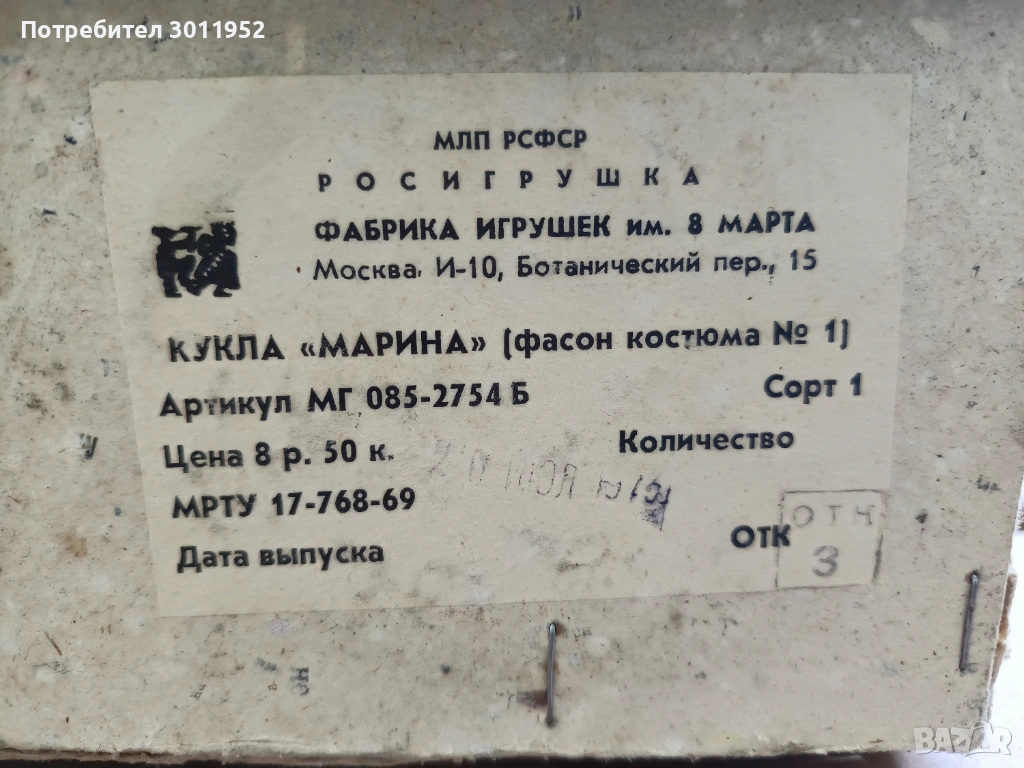 Потребител 3011952
МЛП РСФСР
РОСИГРУШКА
ФАБРИКА ИГРУШЕК им. 8 МАРТА
Москва, И-10, Ботанический пер., 15
КУКЛА «МАРИНА» (фасон костюма № 1)
Артикул МГ 085-2754 Б Сорт 1
Цена 8 р. 50 к. Количество
МРТУ 17-768-69
Дата выпуска ОТК
ОТК
3
BAZAR